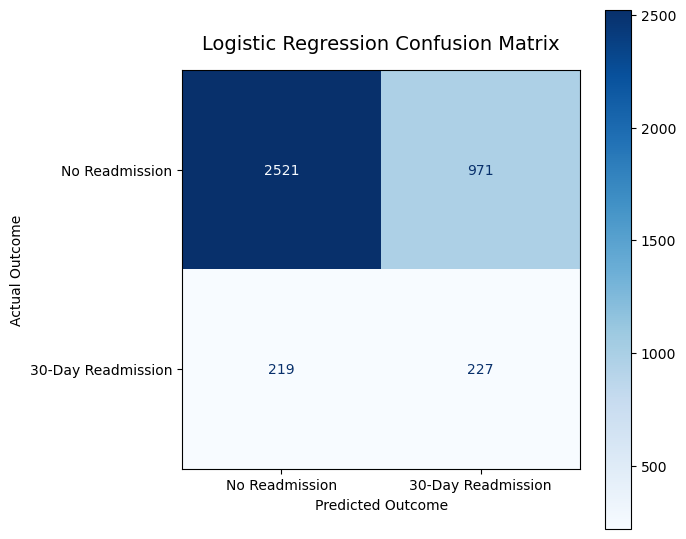 Logistic Regression Confusion Matrix
Actual Outcome
No Readmission
30-Day Readmission
2521
971
219
227
No Readmission
30-Day Readmission
Predicted Outcome
2500
2000
1500
1000
500